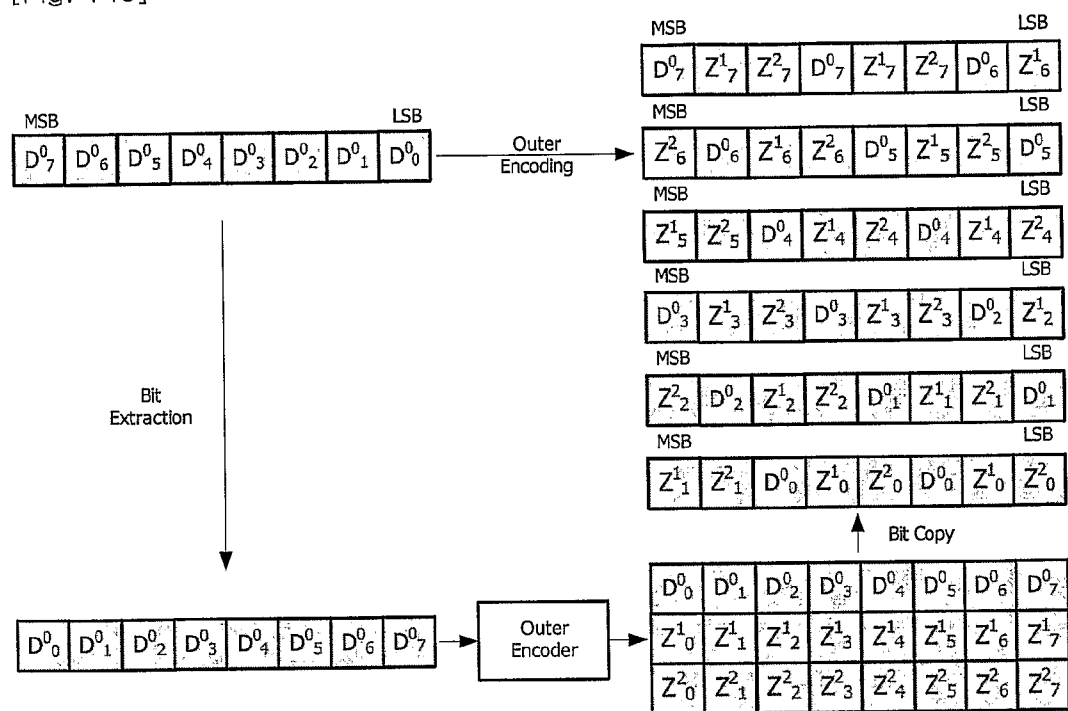 MSB LSB
D⁰₇ Z¹₇ Z²₇ D⁰₇ Z¹₇ Z²₇ D⁰₆ Z¹₆
MSB LSB
D⁰₇ D⁰₆ D⁰₅ D⁰₄ D⁰₃ D⁰₂ D⁰₁ D⁰₀
Outer
Encoding
MSB LSB
Z²₆ D⁰₆ Z¹₆ Z²₆ D⁰₅ Z¹₅ Z²₅ D⁰₅
MSB LSB
Z¹₅ Z²₅ D⁰₄ Z¹₄ Z²₄ D⁰₄ Z¹₄ Z²₄
MSB LSB
D⁰₃ Z¹₃ Z²₃ D⁰₃ Z¹₃ Z²₃ D⁰₂ Z¹₂
MSB LSB
Z²₂ D⁰₂ Z¹₂ Z²₂ D⁰₁ Z¹₁ Z²₁ D⁰₁
Bit
Extraction
MSB LSB
Z¹₁ Z²₁ D⁰₀ Z¹₀ Z²₀ D⁰₀ Z¹₀ Z²₀
Bit Copy
D⁰₀ D⁰₁ D⁰₂ D⁰₃ D⁰₄ D⁰₅ D⁰₆ D⁰₇
Outer
Encoder
D⁰₀ D⁰₁ D⁰₂ D⁰₃ D⁰₄ D⁰₅ D⁰₆ D⁰₇
Z¹₀ Z¹₁ Z¹₂ Z¹₃ Z¹₄ Z¹₅ Z¹₆ Z¹₇
Z²₀ Z²₁ Z²₂ Z²₃ Z²₄ Z²₅ Z²₆ Z²₇